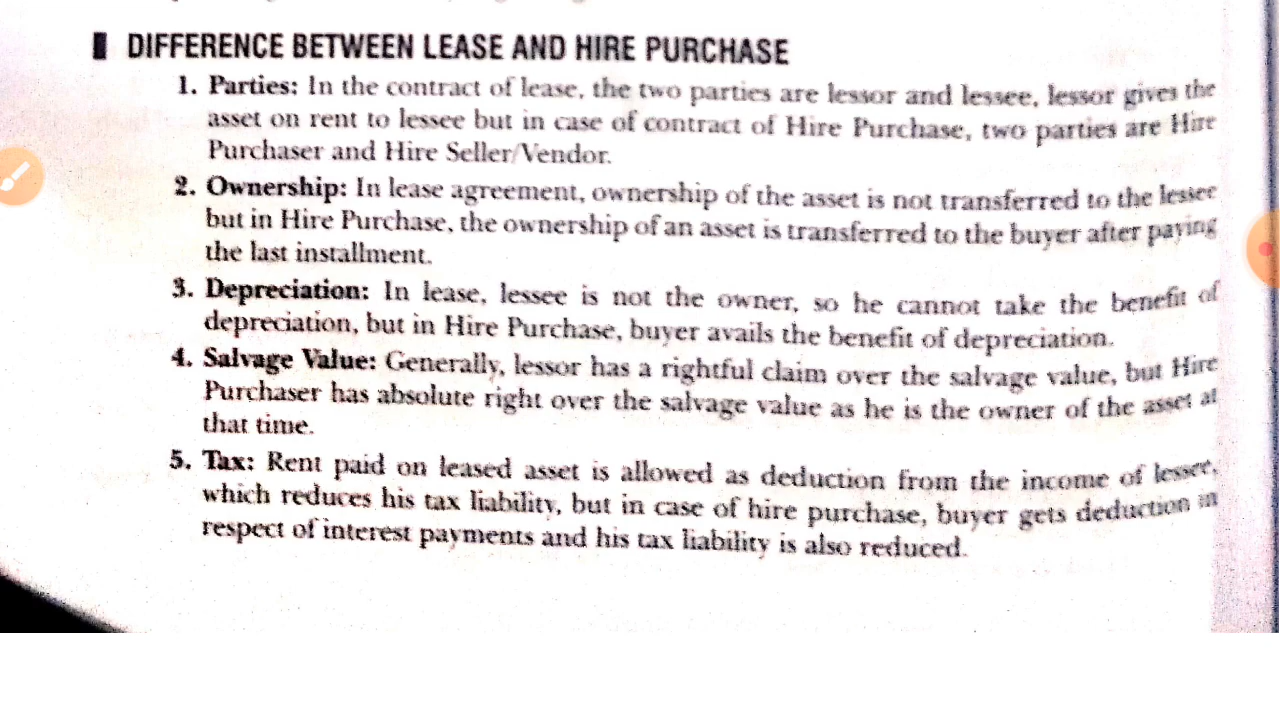 DIFFERENCE BETWEEN LEASE AND HIRE PURCHASE
1. Parties: In the contract of lease, the two parties are lessor and lessee, lessor gives the
asset on rent to lessee but in case of contract of Hire Purchase, two parties are Hire
Purchaser and Hire Seller/Vendor.
2. Ownership: In lease agreement, ownership of the asset is not transferred to the lessee
but in Hire Purchase, the ownership of an asset is transferred to the buyer after paying
the last installment.
3. Depreciation: In lease, lessee is not the owner, so he cannot take the benefit of
depreciation, but in Hire Purchase, buyer avails the benefit of depreciation.
4. Salvage Value: Generally, lessor has a rightful claim over the salvage value, but Hire
Purchaser has absolute right over the salvage value as he is the owner of the asset at
that time.
5. Tax: Rent paid on leased asset is allowed as deduction from the income of lessee,
which reduces his tax liability, but in case of hire purchase, buyer gets deduction in
respect of interest payments and his tax liability is also reduced.